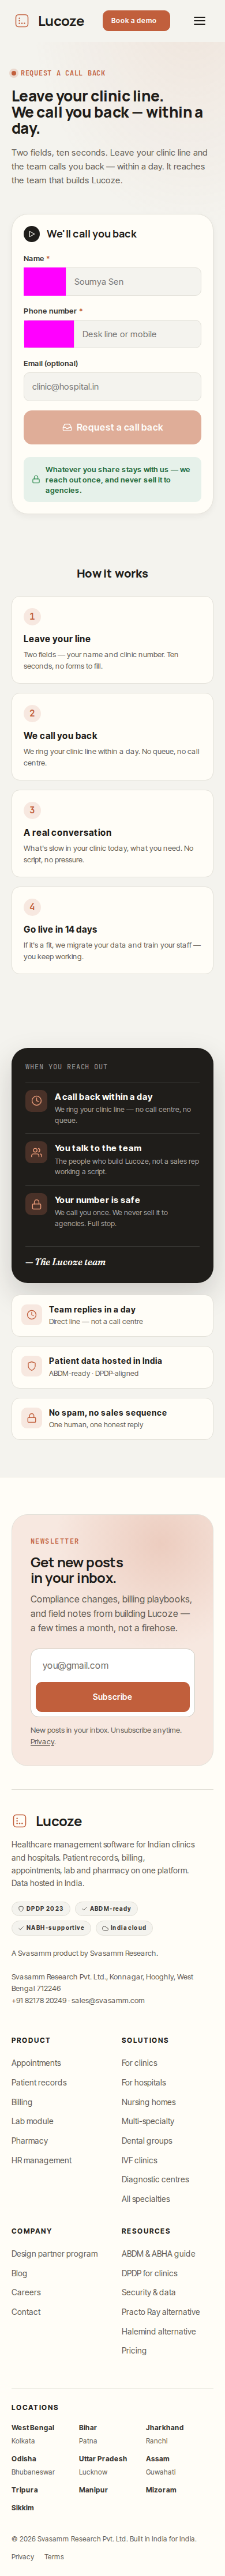 Lucoze
Book a demo
REQUEST A CALL BACK
Leave your clinic line.
We call you back — within a
day.
Two fields, ten seconds. Leave your clinic line and
the team calls you back — within a day. It reaches
the team that builds Lucoze.
We'll call you back
Name *
Soumya Sen
Phone number *
Desk line or mobile
Email (optional)
clinic@hospital.in
Request a call back
Whatever you share stays with us — we
reach out once, and never sell it to
agencies.
How it works
1
Leave your line
Two fields — your name and clinic number. Ten
seconds, no forms to fill.
2
We call you back
We ring your clinic line within a day. No queue, no call
centre.
3
A real conversation
What's slow in your clinic today, what you need. No
script, no pressure.
4
Go live in 14 days
If it's a fit, we migrate your data and train your staff —
you keep working.
WHEN YOU REACH OUT
A call back within a day
We ring your clinic line — no call centre, no
queue.
You talk to the team
The people who build Lucoze, not a sales rep
working a script.
Your number is safe
We call you once. We never sell it to
agencies. Full stop.
— The Lucoze team
Team replies in a day
Direct line — not a call centre
Patient data hosted in India
ABDM-ready · DPDP-aligned
No spam, no sales sequence
One human, one honest reply
NEWSLETTER
Get new posts
in your inbox.
Compliance changes, billing playbooks,
and field notes from building Lucoze —
a few times a month, not a firehose.
you@gmail.com
Subscribe
New posts in your inbox. Unsubscribe anytime.
Privacy.
Lucoze
Healthcare management software for Indian clinics
and hospitals. Patient records, billing,
appointments, lab and pharmacy on one platform.
Data hosted in India.
DPDP 2023
ABDM-ready
NABH-supportive
India cloud
A Svasamm product by Svasamm Research.
Svasamm Research Pvt. Ltd., Konnagar, Hooghly, West
Bengal 712246
+91 82178 20249 · sales@svasamm.com
PRODUCT
Appointments
Patient records
Billing
Lab module
Pharmacy
HR management
SOLUTIONS
For clinics
For hospitals
Nursing homes
Multi-specialty
Dental groups
IVF clinics
Diagnostic centres
All specialties
COMPANY
Design partner program
Blog
Careers
Contact
RESOURCES
ABDM & ABHA guide
DPDP for clinics
Security & data
Practo Ray alternative
Halemind alternative
Pricing
LOCATIONS
West Bengal
Kolkata
Bihar
Patna
Jharkhand
Ranchi
Odisha
Bhubaneswar
Uttar Pradesh
Lucknow
Assam
Guwahati
Tripura
Manipur
Mizoram
Sikkim
© 2026 Svasamm Research Pvt. Ltd. Built in India for India.
Privacy
Terms